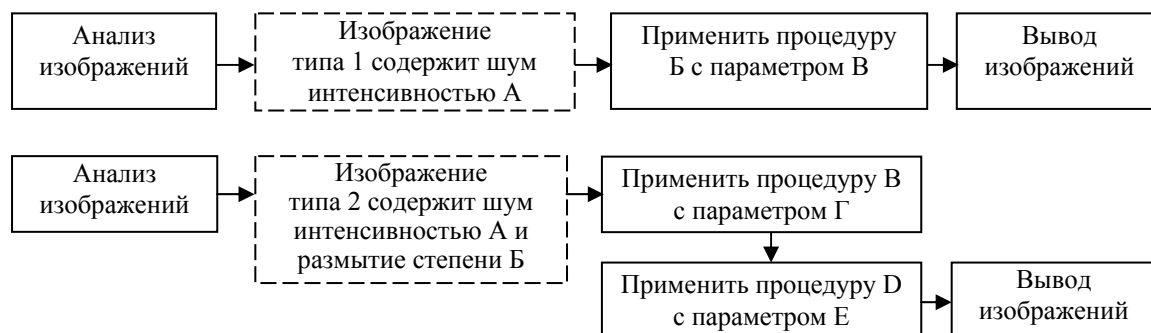 Анализ
изображений
Изображение
типа 1 содержит шум
интенсивностью А
Применить процедуру
Б с параметром В
Вывод
изображений
Анализ
изображений
Изображение
типа 2 содержит шум
интенсивностью А и
размытие степени Б
Применить процедуру В
с параметром Г
Применить процедуру D
с параметром Е
Вывод
изображений